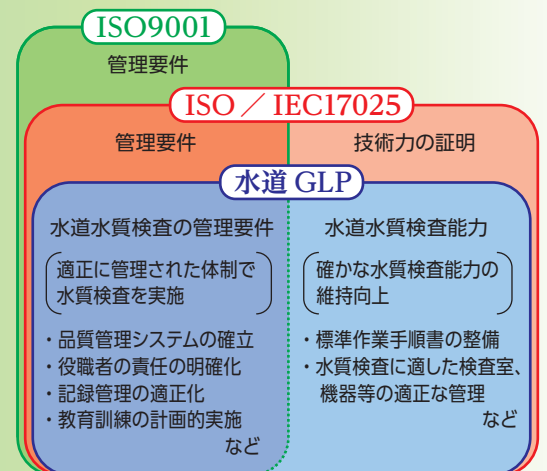 ISO9001
管理要件
ISO／IEC17025
管理要件
技術力の証明
水道 GLP
水道水質検査の管理要件
適正に管理された体制で
水質検査を実施
・品質管理システムの確立
・役職者の責任の明確化
・記録管理の適正化
・教育訓練の計画的実施
など
水道水質検査能力
確かな水質検査能力の
維持向上
・標準作業手順書の整備
・水質検査に適した検査室、
機器等の適正な管理
など